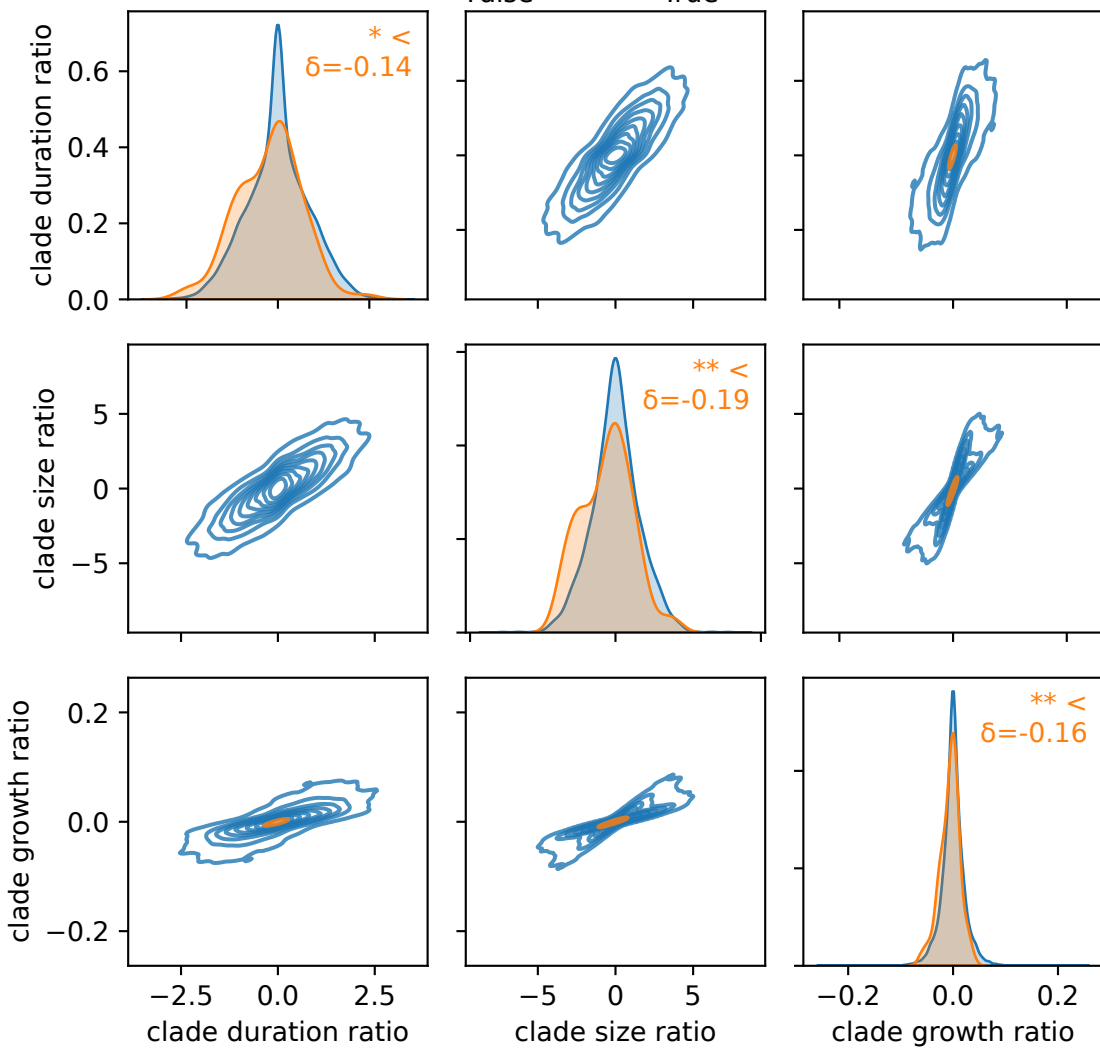 * <
δ=-0.14
clade duration ratio
0.6
0.4
0.2
0.0
** <
δ=-0.19
clade size ratio
5
0
−5
** <
δ=-0.16
clade growth ratio
0.2
0.0
−0.2
−2.5 0.0 2.5 −5 0 5 −0.2 0.0 0.2
clade duration ratio clade size ratio clade growth ratio